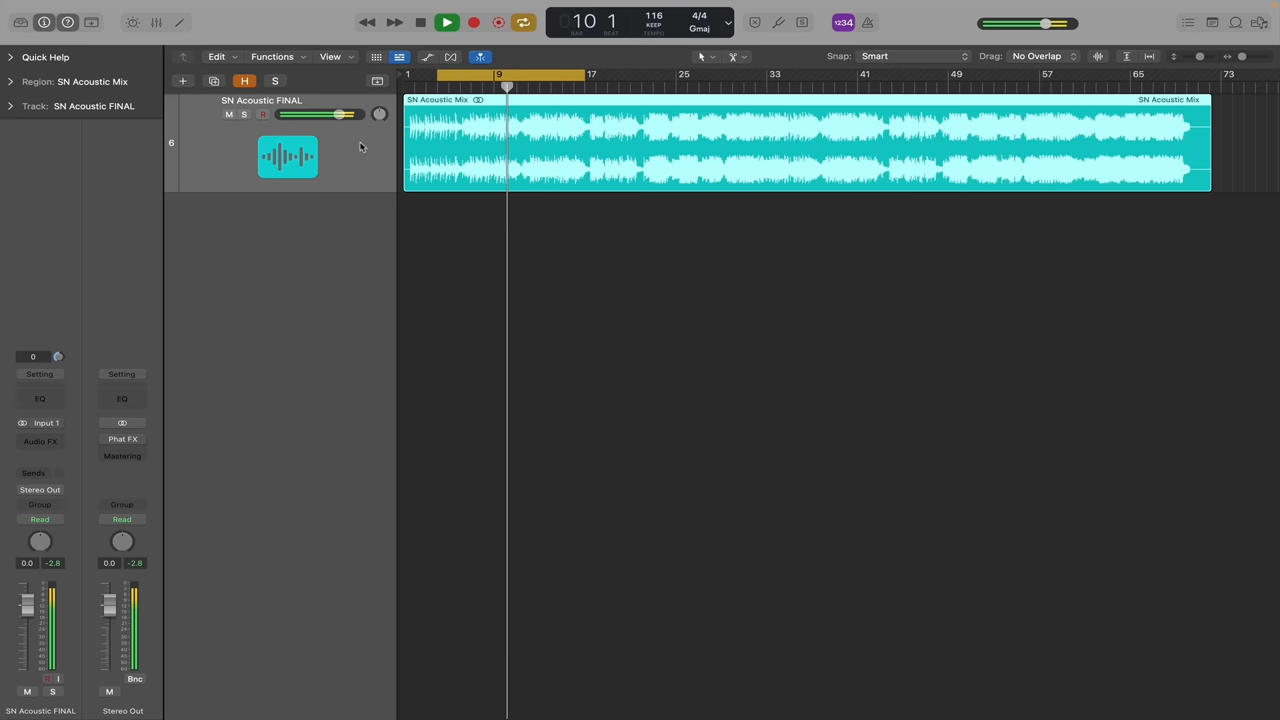 Quick Help
Region: SN Acoustic Mix
Track: SN Acoustic FINAL
10 1
BAR BEAT
116
KEEP
TEMPO
4/4
Gmaj
1234
S
Edit Functions View
Snap: Smart
Drag: No Overlap
H S
1 9 17 25 33 41 49 57 65 73
6
SN Acoustic FINAL
M S R
SN Acoustic Mix
SN Acoustic Mix
0
Setting Setting
EQ EQ
Input 1
Phat FX
Audio FX
Mastering
Sends
Stereo Out
Group Group
Read Read
0.0 -2.8 0.0 -2.8
R I
Bnc
M S M
SN Acoustic FINAL Stereo Out